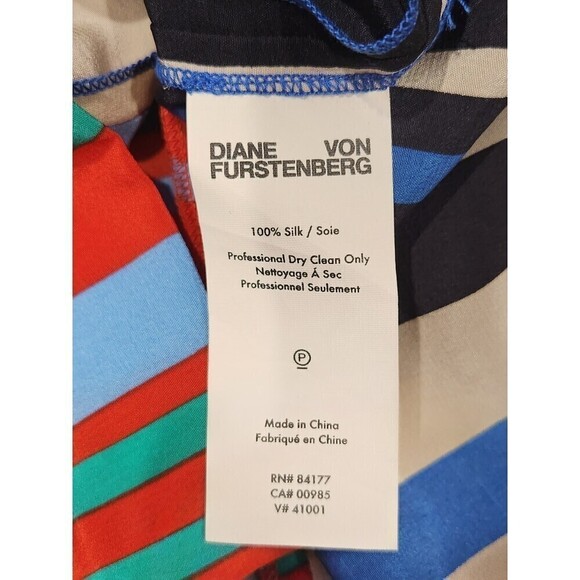 DIANE VON
FURSTENBERG
100% Silk / Soie
Professional Dry Clean Only
Nettoyage Á Sec
Professionnel Seulement
P
Made in China
Fabriqué en Chine
RN# 84177
CA# 00985
V# 41001